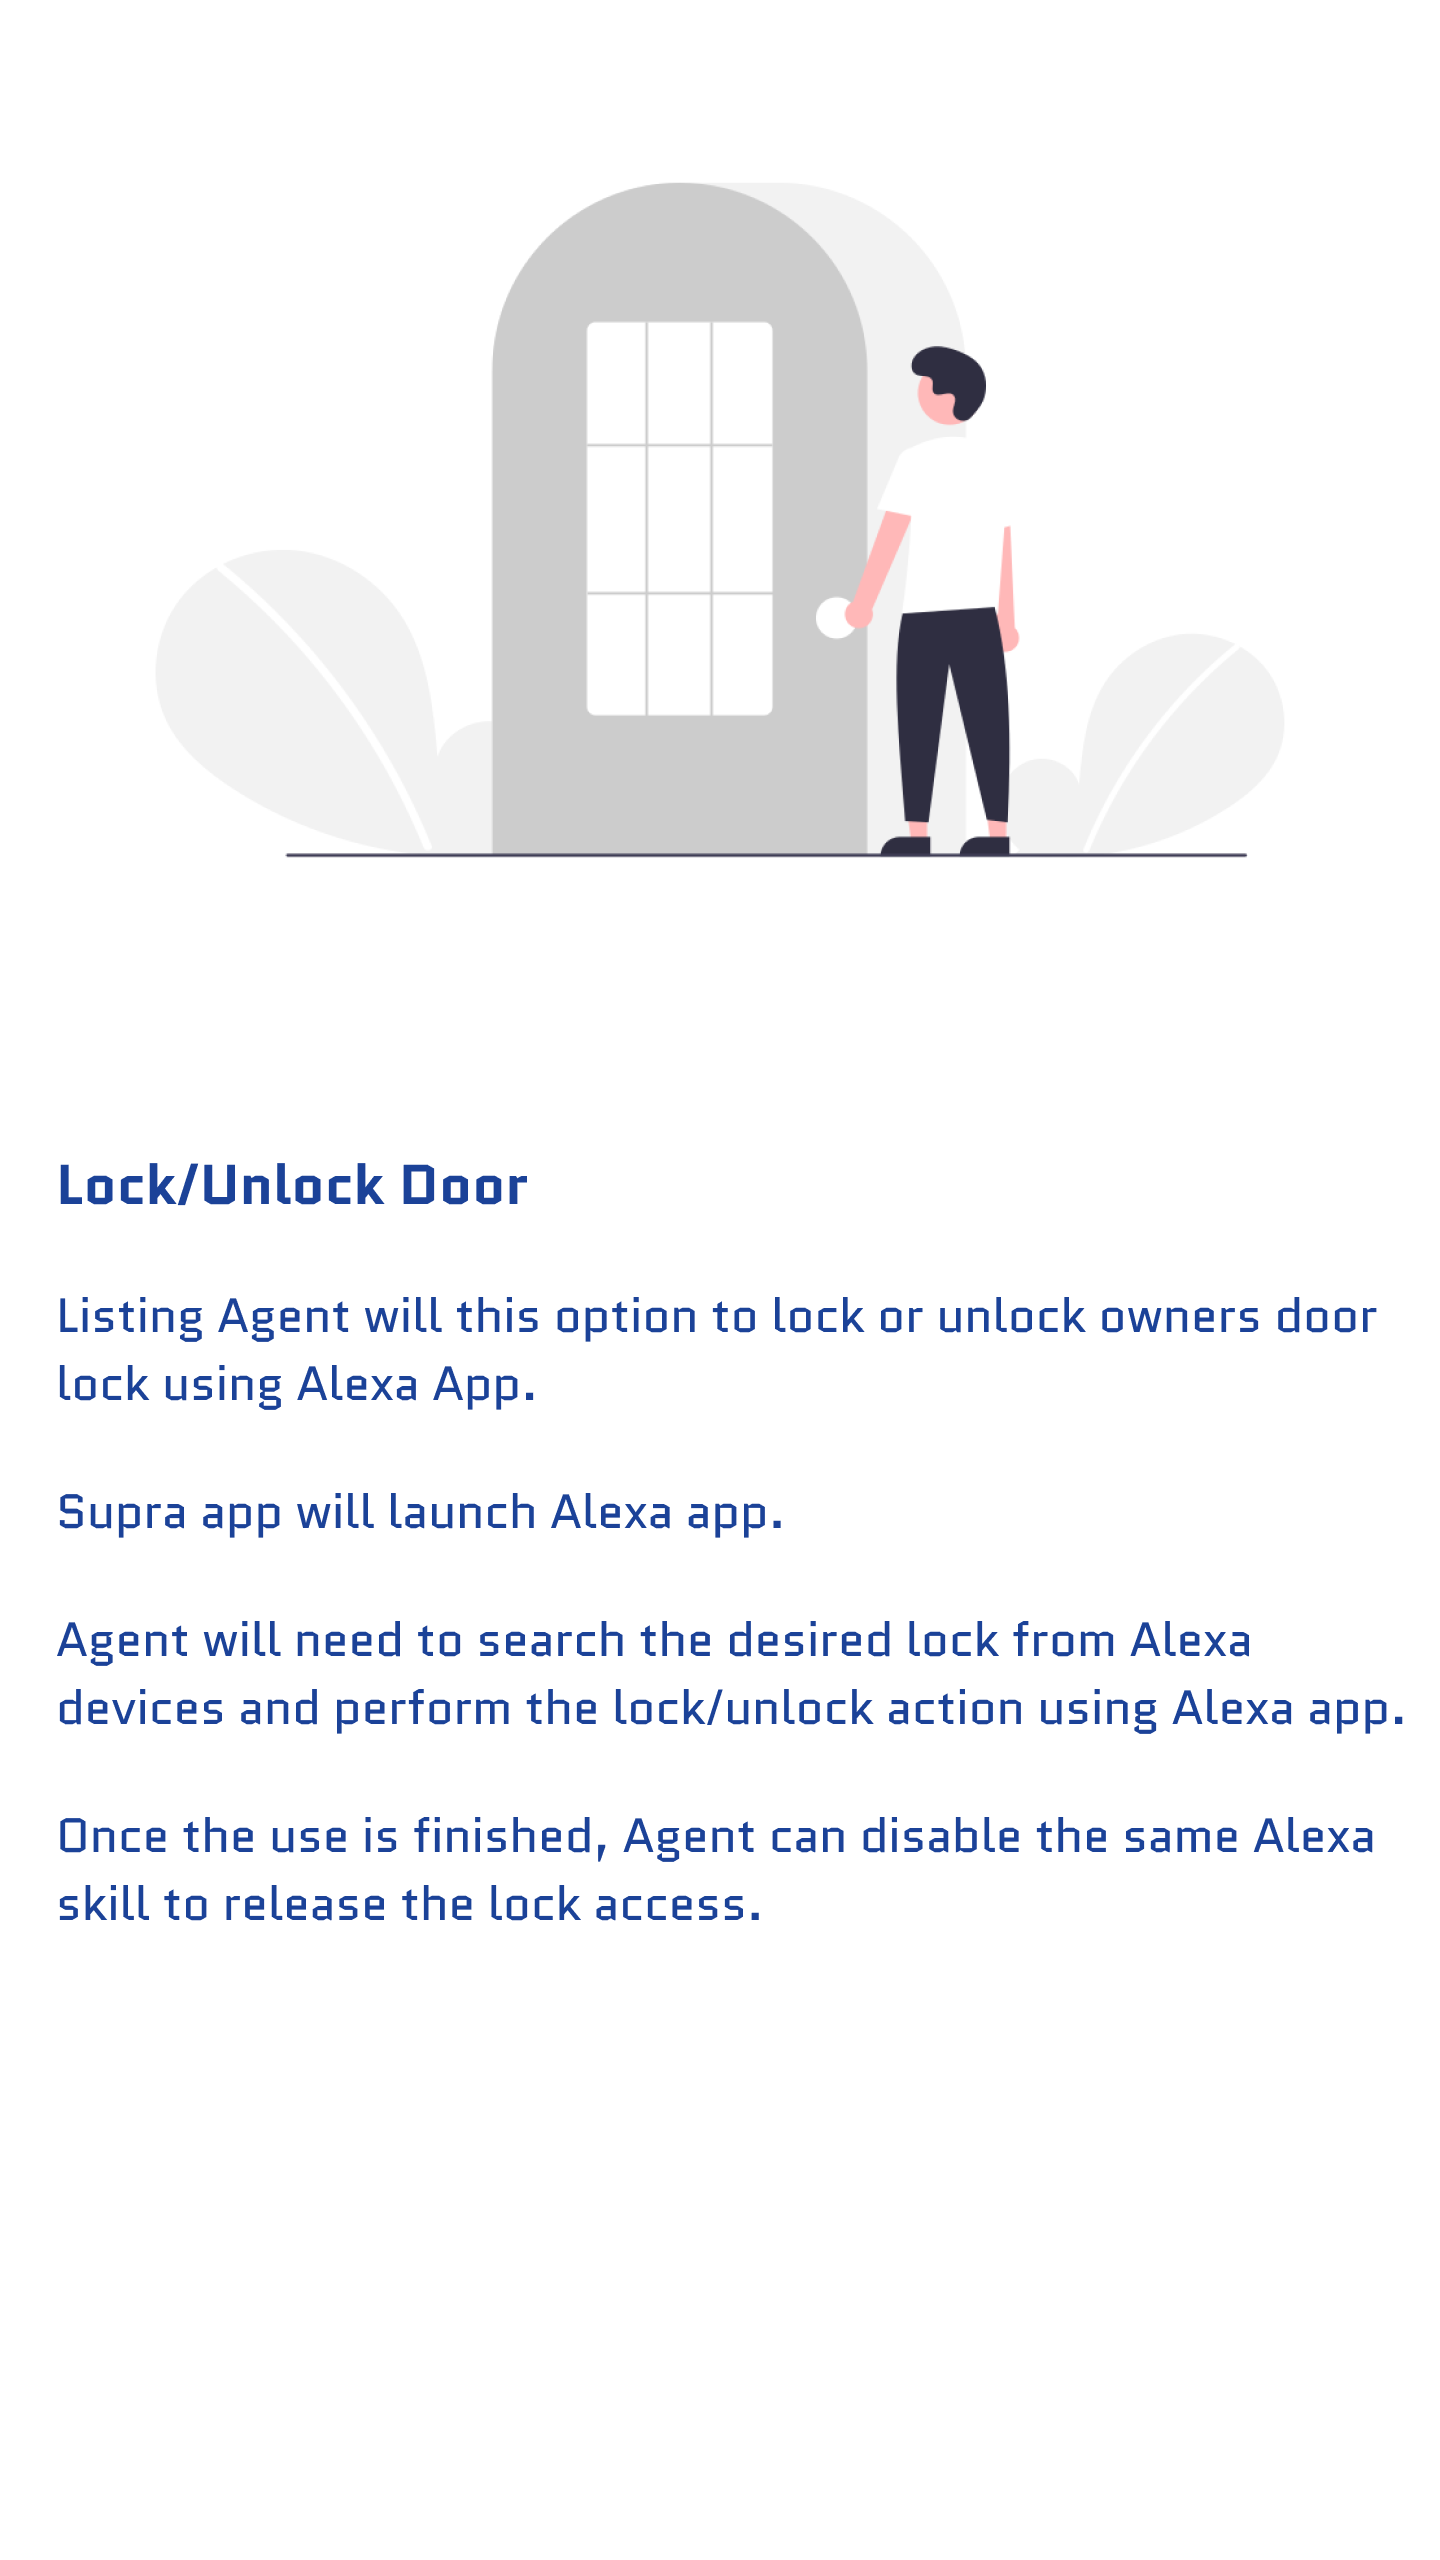 Lock/Unlock Door
Listing Agent will this option to lock or unlock owners door
lock using Alexa App.
Supra app will launch Alexa app.
Agent will need to search the desired lock from Alexa
devices and perform the lock/unlock action using Alexa app.
Once the use is finished, Agent can disable the same Alexa
skill to release the lock access.